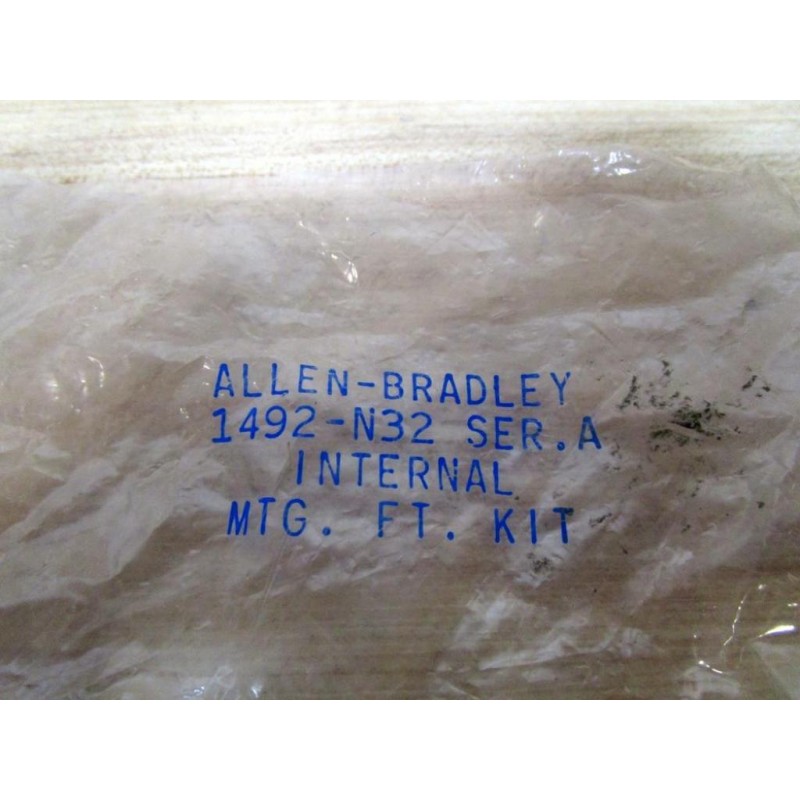 ALLEN-BRADLEY
1492-N32 SER.A
INTERNAL
MTG. FT. KIT